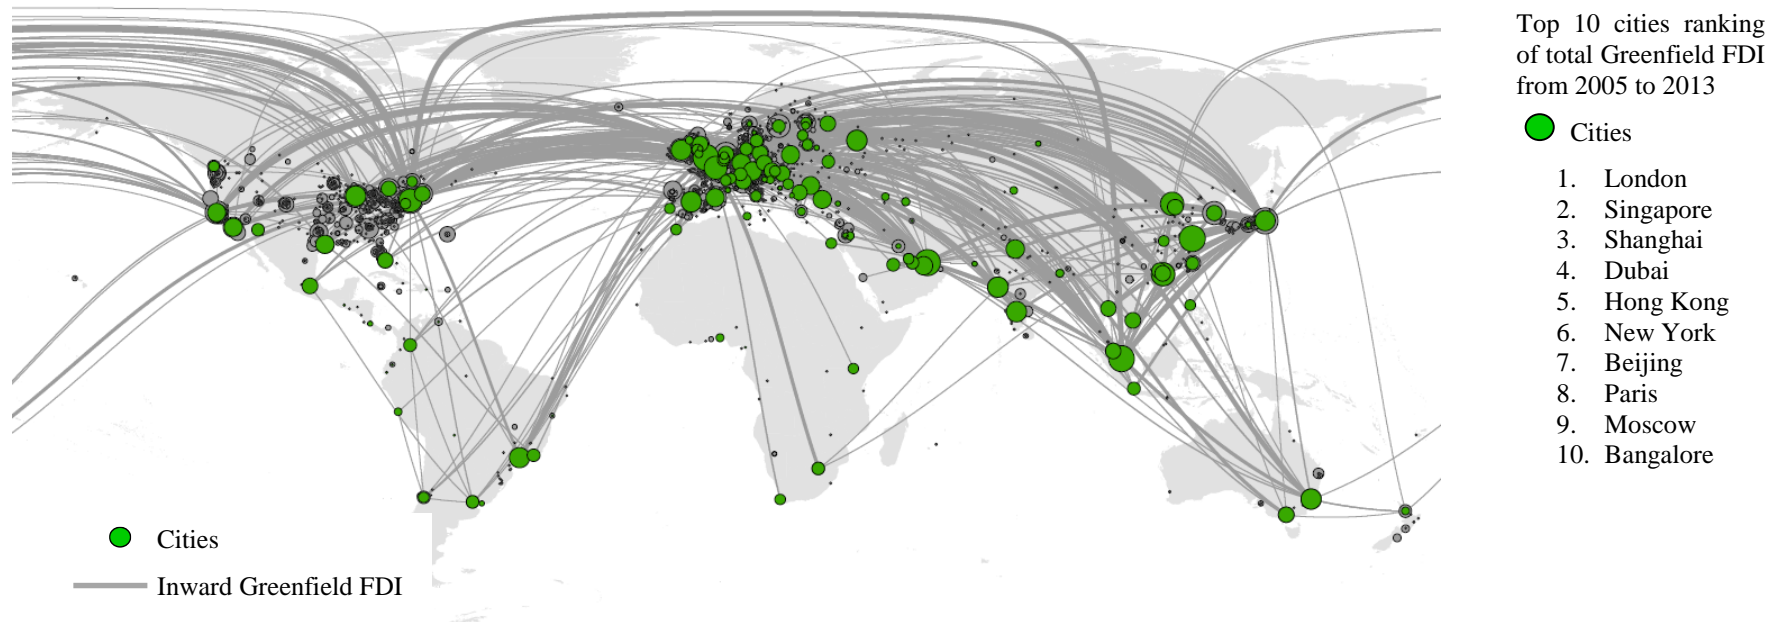 Top 10 cities ranking
of total Greenfield FDI
from 2005 to 2013
Cities
1. London
2. Singapore
3. Shanghai
4. Dubai
5. Hong Kong
6. New York
7. Beijing
8. Paris
9. Moscow
10. Bangalore
Cities
Inward Greenfield FDI